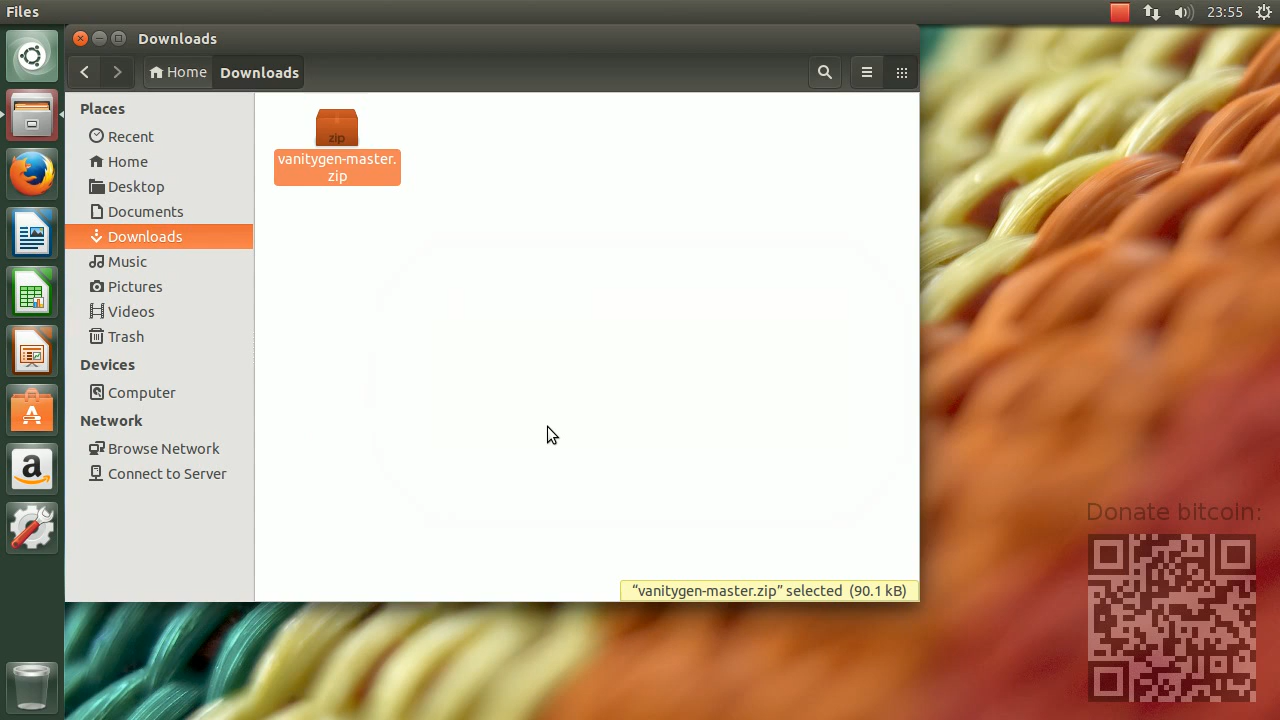 Files
23:55
Downloads
Home
Downloads
Places
Recent
Home
Desktop
Documents
Downloads
Music
Pictures
Videos
Trash
Devices
Computer
Network
Browse Network
Connect to Server
zip
vanitygen-master.
zip
“vanitygen-master.zip” selected (90.1 kB)
Donate bitcoin: